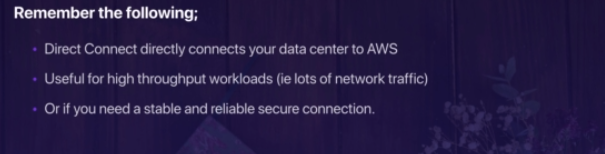 Remember the following;
• Direct Connect directly connects your data center to AWS
• Useful for high throughput workloads (ie lots of network traffic)
• Or if you need a stable and reliable secure connection.